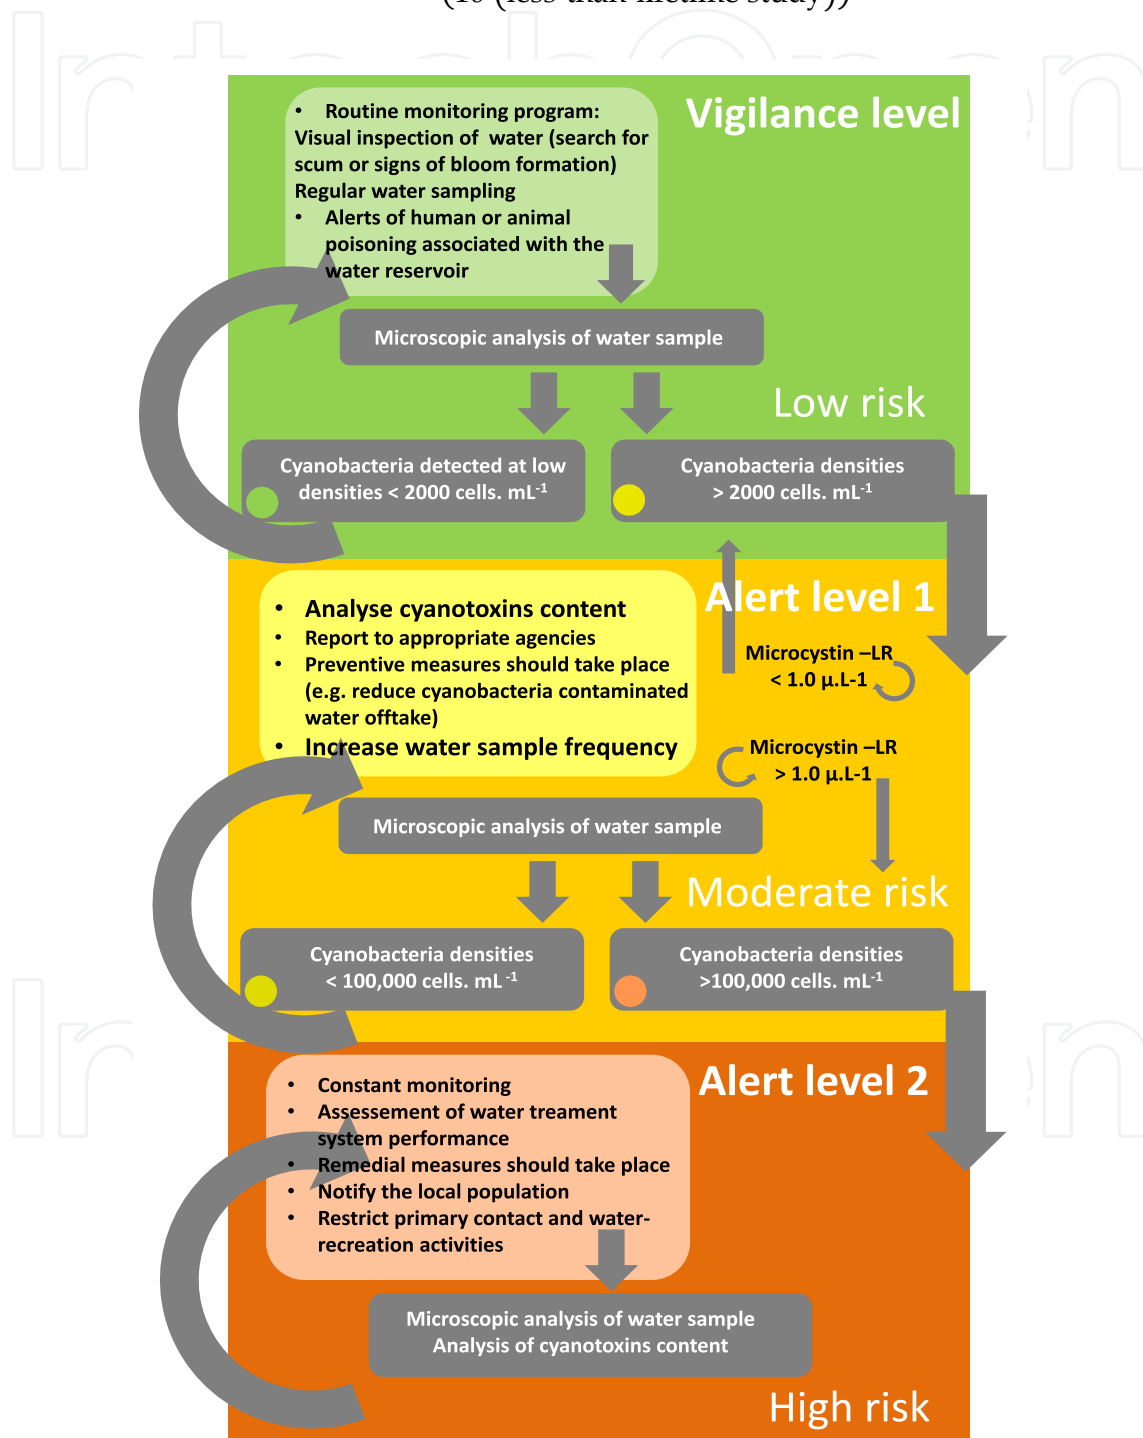 (10 (less-than-lifetime study))
IntechOpen
Vigilance level
• Routine monitoring program:
Visual inspection of water (search for
scum or signs of bloom formation)
Regular water sampling
• Alerts of human or animal
poisoning associated with the
water reservoir
Microscopic analysis of water sample
Low risk
Cyanobacteria detected at low
densities < 2000 cells. mL-1
Cyanobacteria densities
> 2000 cells. mL-1
Alert level 1
• Analyse cyanotoxins content
• Report to appropriate agencies
• Preventive measures should take place
(e.g. reduce cyanobacteria contaminated
water offtake)
• Increase water sample frequency
Microcystin –LR
< 1.0 µ.L-1
Microcystin –LR
> 1.0 µ.L-1
Microscopic analysis of water sample
Moderate risk
Cyanobacteria densities
< 100,000 cells. mL -1
Cyanobacteria densities
>100,000 cells. mL-1
Alert level 2
• Constant monitoring
• Assessement of water treament
system performance
• Remedial measures should take place
• Notify the local population
• Restrict primary contact and water-
recreation activities
Microscopic analysis of water sample
Analysis of cyanotoxins content
High risk